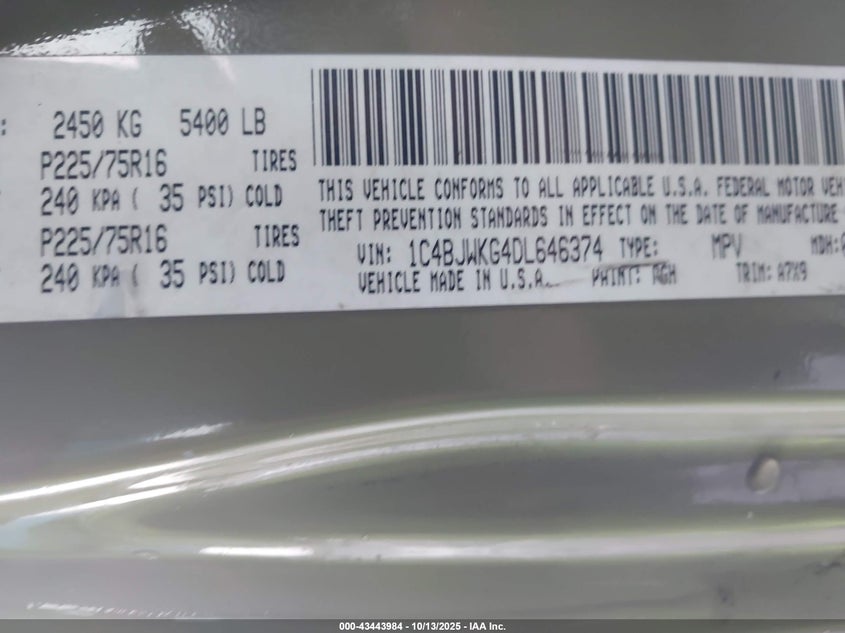 : 2450 KG 5400 LB
P225/75R16 TIRES
240 KPA ( 35 PSI) COLD
P225/75R16 TIRES
240 KPA ( 35 PSI) COLD
THIS VEHICLE CONFORMS TO ALL APPLICABLE U.S.A. FEDERAL MOTOR VEH
THEFT PREVENTION STANDARDS IN EFFECT ON THE DATE OF MANUFACTURE
VIN: 1C4BJWKG4DL646374 TYPE: MPV MDH:
VEHICLE MADE IN U.S.A. PAINT: AGH TRIM: A7X9
000-43443984 | 10/13/2025 - IAA Inc.